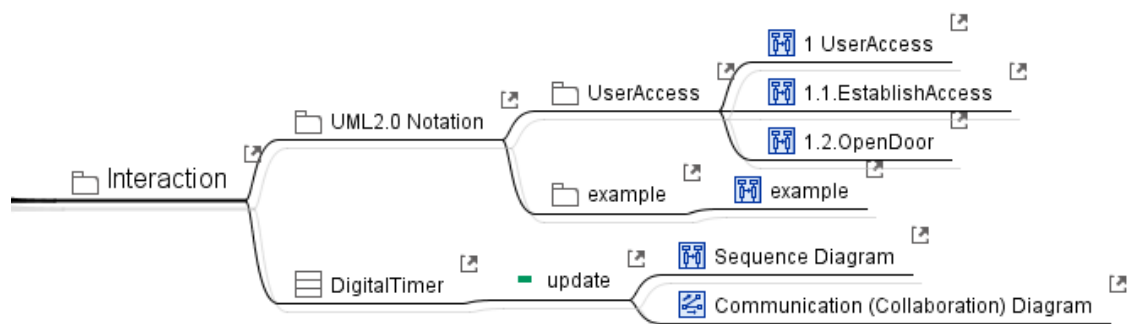 Interaction
UML2.0 Notation
UserAccess
1 UserAccess
1.1.EstablishAccess
1.2.OpenDoor
example
example
DigitalTimer
update
Sequence Diagram
Communication (Collaboration) Diagram